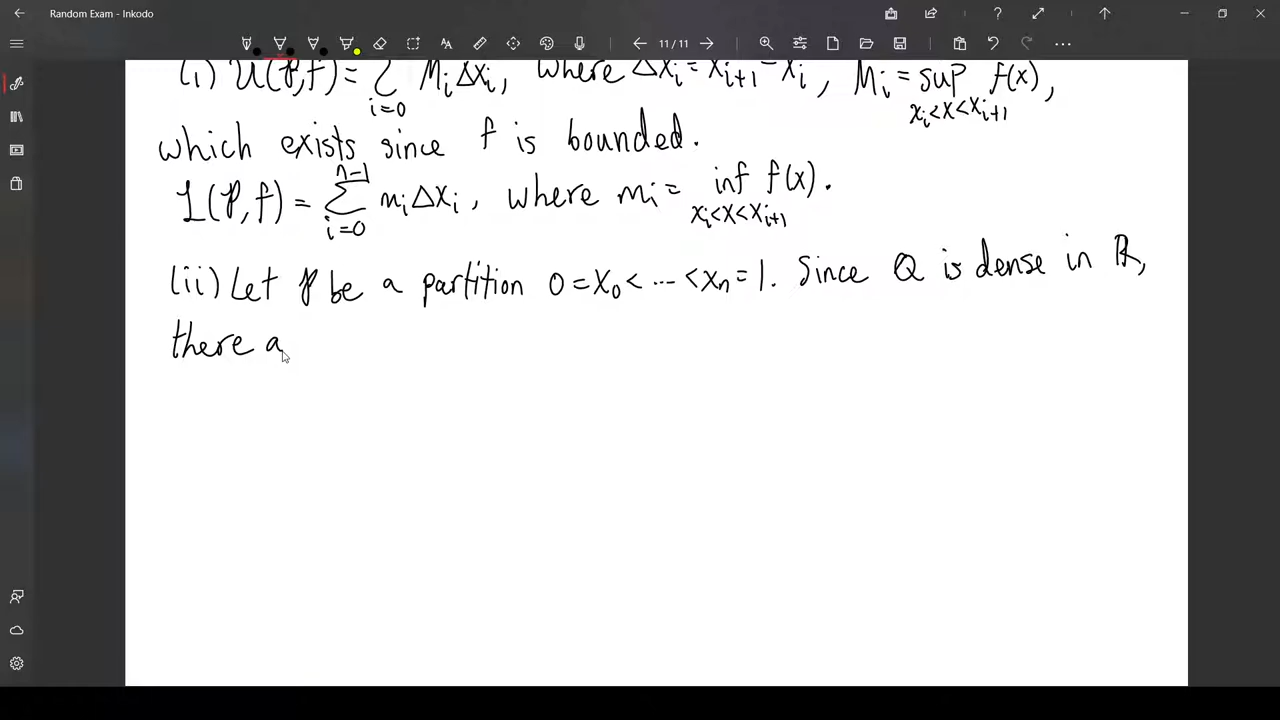 Random Exam - Inkodo
11/11
(i) U(P,f) = ∑_{i=0} M_i Δx_i, where Δx_i = x_{i+1} - x_i, M_i = sup_{x_i<x<x_{i+1}} f(x),
which exists since f is bounded.
L(P,f) = ∑_{i=0}^{n-1} m_i Δx_i, where m_i = inf_{x_i<x<x_{i+1}} f(x).
(ii) Let P be a partition 0 = x_0 < ... < x_n = 1. Since Q is dense in R,
there a